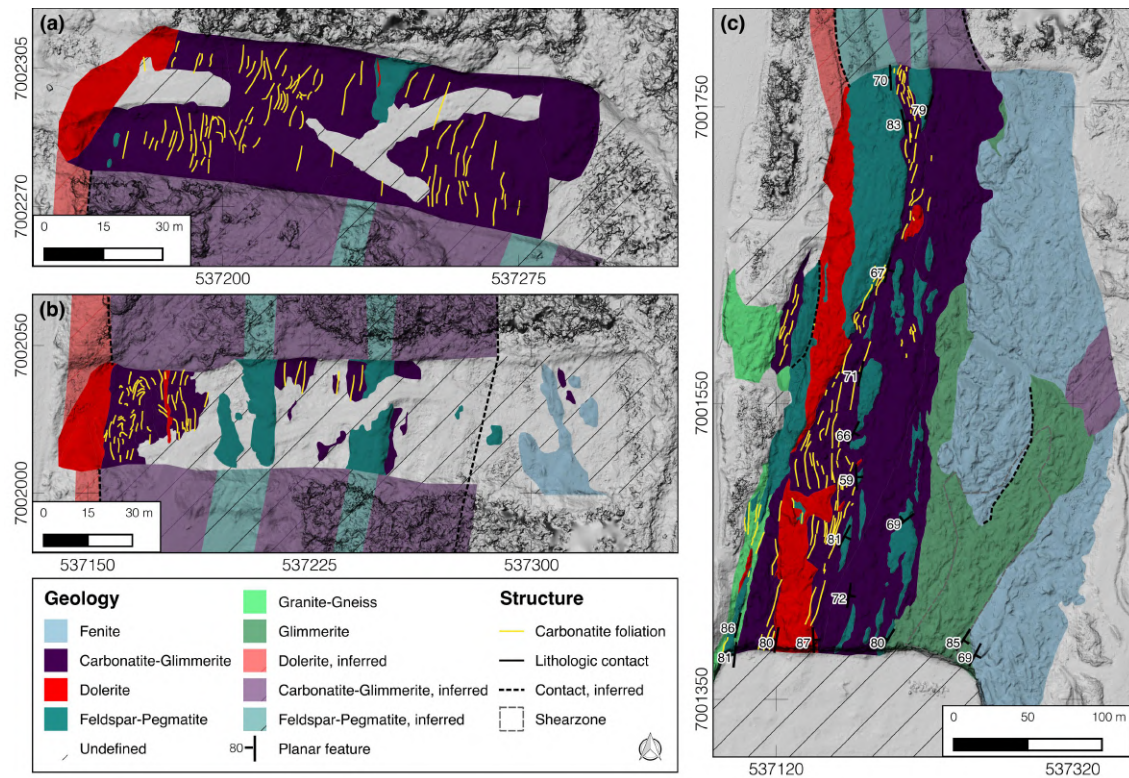 (a)
7002305
7002270
0 15 30 m
537200 537275
(b)
7002050
7002000
0 15 30 m
537150 537225 537300
Geology
Fenite
Carbonatite-Glimmerite
Dolerite
Feldspar-Pegmatite
Undefined
Granite-Gneiss
Glimmerite
Dolerite, inferred
Carbonatite-Glimmerite, inferred
Feldspar-Pegmatite, inferred
80 Planar feature
Structure
Carbonatite foliation
Lithologic contact
Contact, inferred
Shearzone
(c)
7001750
7001550
7001350
70
79
83
67
71
66
59
69
81
72
86
81
80
87
80
85
69
0 50 100 m
537120 537320